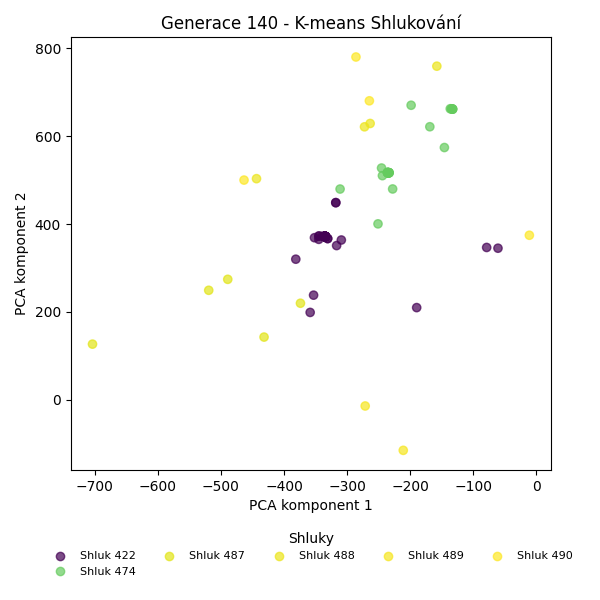 Generace 140 - K-means Shlukování
800
600
400
200
0
PCA komponent 2
−700 −600 −500 −400 −300 −200 −100 0
PCA komponent 1
Shluky
Shluk 422 Shluk 487 Shluk 488 Shluk 489 Shluk 490
Shluk 474